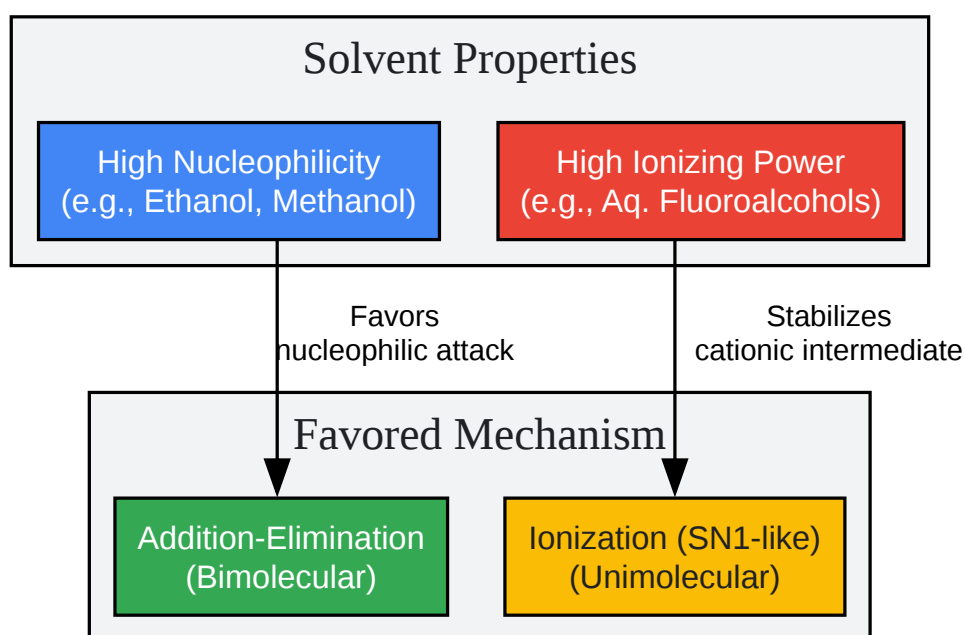 Solvent Properties
High Nucleophilicity
(e.g., Ethanol, Methanol)
High Ionizing Power
(e.g., Aq. Fluoroalcohols)
Favors
nucleophilic attack
Stabilizes
cationic intermediate
Favored Mechanism
Addition-Elimination
(Bimolecular)
Ionization (SN1-like)
(Unimolecular)